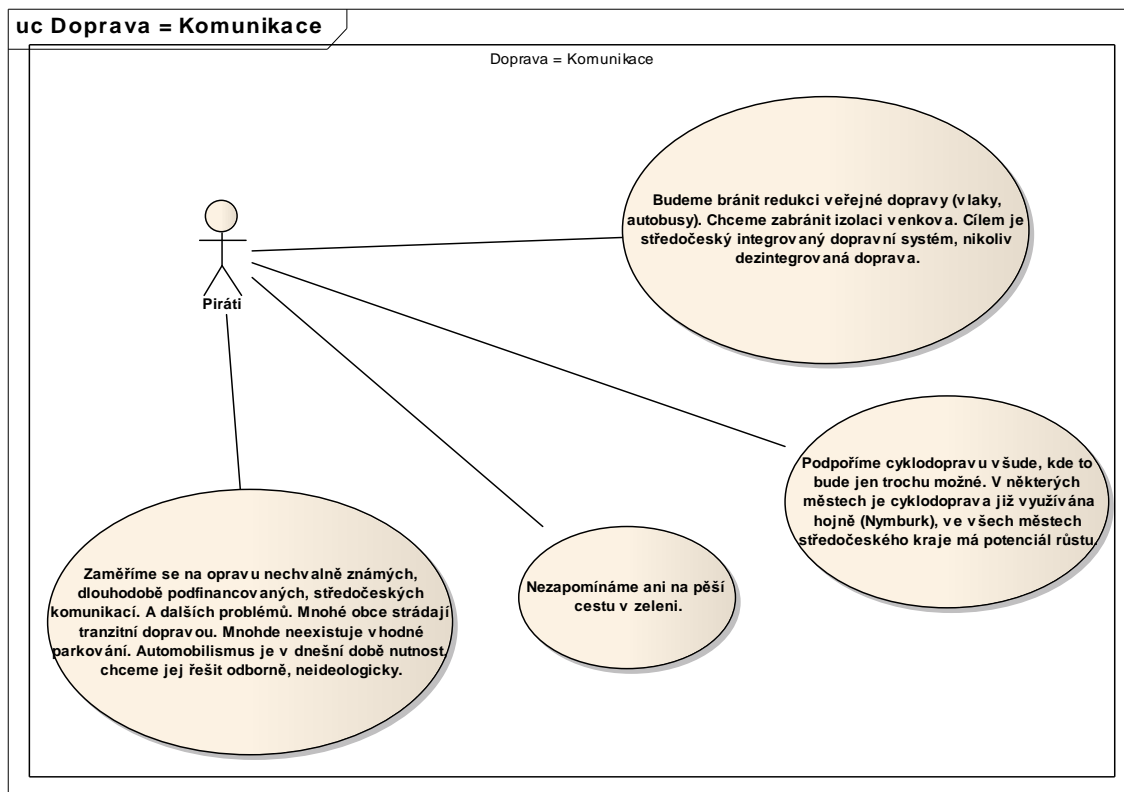 uc Doprava = Komunikace
Doprava = Komunikace
Budeme bránit redukci veřejné dopravy (vlaky,
autobusy). Chceme zabránit izolaci venkova. Cílem je
středočeský integrovaný dopravní systém, nikoliv
dezintegrovaná doprava.
Piráti
Podpoříme cyklodopravu všude, kde to
bude jen trochu možné. V některých
městech je cyklodoprava již využívána
hojně (Nymburk), ve všech městech
středočeského kraje má potenciál růstu.
Nezapomínáme ani na pěší
cestu v zeleni.
Zaměříme se na opravu nechvalně známých,
dlouhodobě podfinancovaných, středočeských
komunikací. A dalších problémů. Mnohé obce strádají
tranzitní dopravou. Mnohde neexistuje vhodné
parkování. Automobilismus je v dnešní době nutnost,
chceme jej řešit odborně, neideologicky.